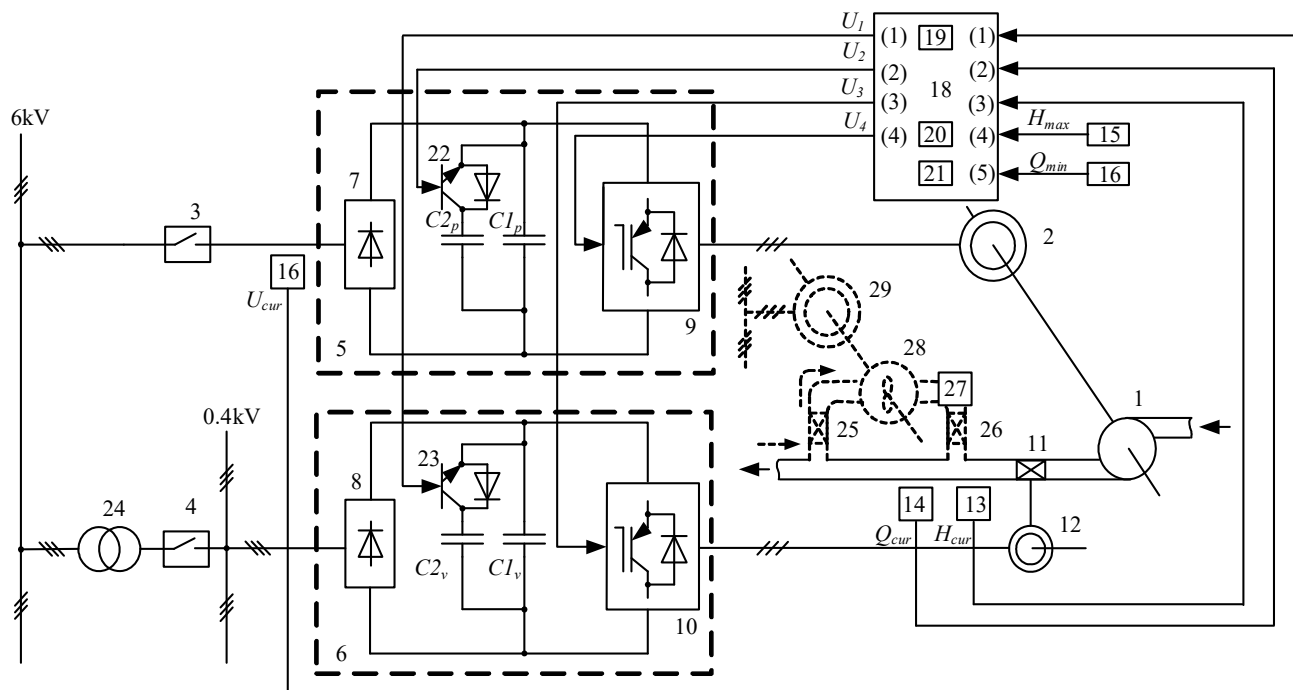 U1
(1)
19
(1)
U2
(2)
(2)
U3
(3)
18
(3)
U4
(4)
20
(4)
Hmax
15
21
(5)
Qmin
16
6kV
3
7
22
C2p
C1p
9
5
2
16
Ucur
29
28
27
25
26
1
11
0.4kV
24
4
8
23
C2v
C1v
10
6
14
13
Qcur
Hcur
12